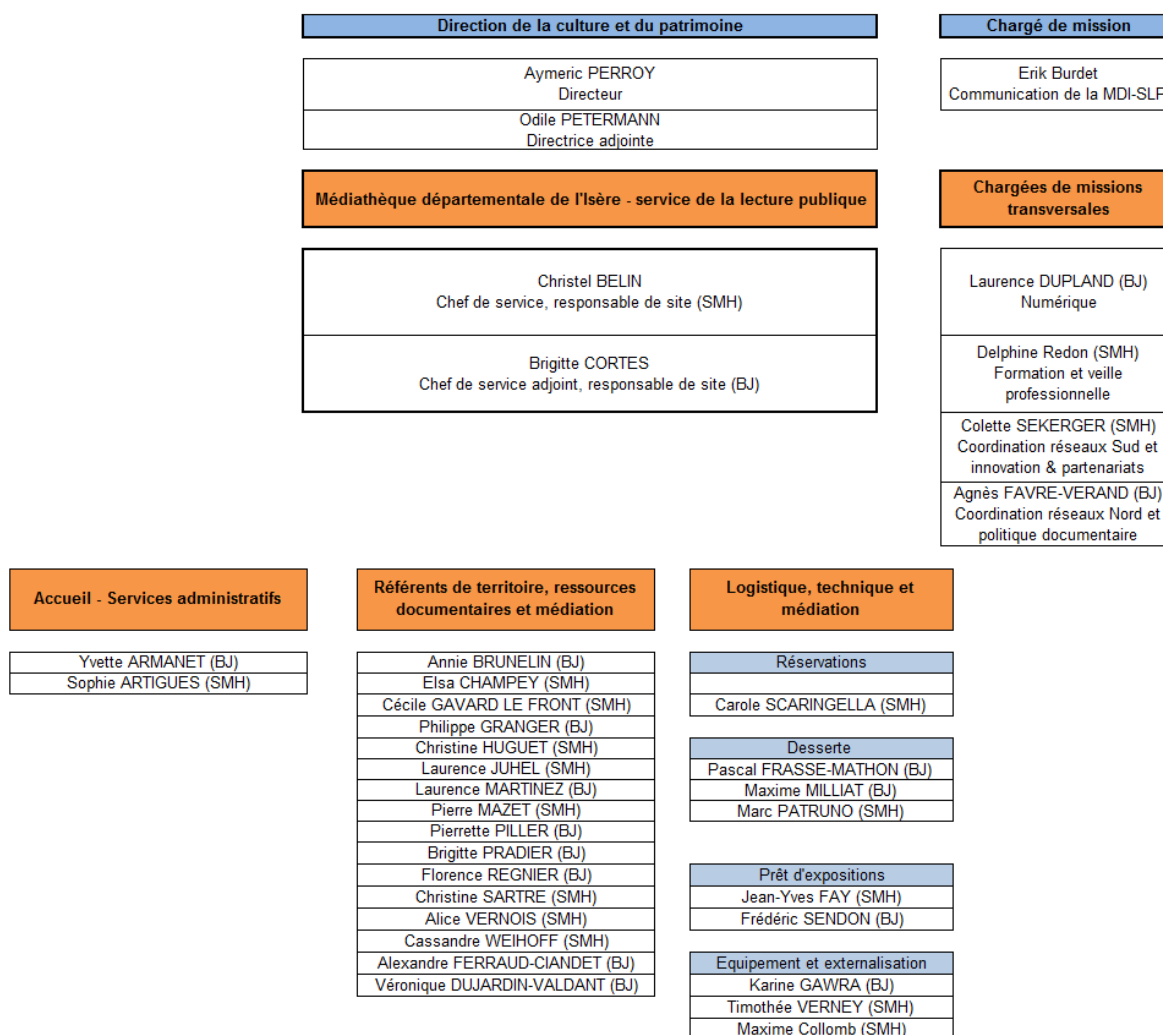 Direction de la culture et du patrimoine
Aymeric PERROY
Directeur
Odile PETERMANN
Directrice adjointe
Chargé de mission
Erik Burdet
Communication de la MDI-SLP
Médiathèque départementale de l'Isère - service de la lecture publique
Christel BELIN
Chef de service, responsable de site (SMH)
Brigitte CORTES
Chef de service adjoint, responsable de site (BJ)
Chargées de missions
transversales
Laurence DUPLAND (BJ)
Numérique
Delphine Redon (SMH)
Formation et veille
professionnelle
Colette SEKERGER (SMH)
Coordination réseaux Sud et
innovation & partenariats
Agnès FAVRE-VERAND (BJ)
Coordination réseaux Nord et
politique documentaire
Accueil - Services administratifs
Yvette ARMANET (BJ)
Sophie ARTIGUES (SMH)
Référents de territoire, ressources
documentaires et médiation
Annie BRUNELIN (BJ)
Elsa CHAMPEY (SMH)
Cécile GAVARD LE FRONT (SMH)
Philippe GRANGER (BJ)
Christine HUGUET (SMH)
Laurence JUHEL (SMH)
Laurence MARTINEZ (BJ)
Pierre MAZET (SMH)
Pierrette PILLER (BJ)
Brigitte PRADIER (BJ)
Florence REGNIER (BJ)
Christine SARTRE (SMH)
Alice VERNOIS (SMH)
Cassandre WEIHOFF (SMH)
Alexandre FERRAUD-CIANDET (BJ)
Véronique DUJARDIN-VALDANT (BJ)
Logistique, technique et
médiation
Réservations
Carole SCARINGELLA (SMH)
Desserte
Pascal FRASSE-MATHON (BJ)
Maxime MILLIAT (BJ)
Marc PATRUNO (SMH)
Prêt d'expositions
Jean-Yves FAY (SMH)
Frédéric SENDON (BJ)
Equipement et externalisation
Karine GAWRA (BJ)
Timothée VERNEY (SMH)
Maxime Collomb (SMH)